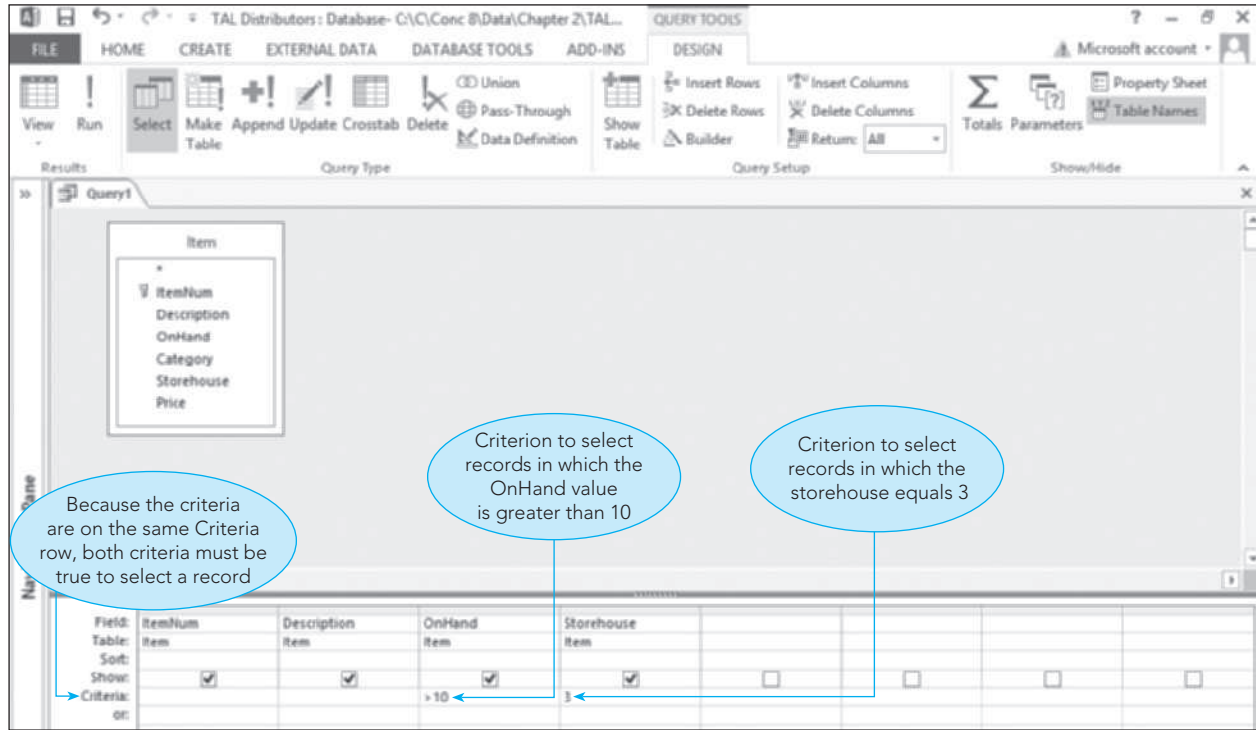 TAL Distributors : Database- C:\C\Conc 8\Data\Chapter 2\TAL... QUERY TOOLS ?
FILE HOME CREATE EXTERNAL DATA DATABASE TOOLS ADD-INS DESIGN Microsoft account
View Run Select Make Table Append Update Crosstab Delete
Union
Pass-Through
Data Definition
Show Table
Insert Rows
Delete Rows
Builder
Insert Columns
Delete Columns
Return: All
Totals Parameters
Property Sheet
Table Names
Results Query Type Query Setup Show/Hide
Query1
Item
*
ItemNum
Description
OnHand
Category
Storehouse
Price
Because the criteria
are on the same Criteria
row, both criteria must be
true to select a record
Criterion to select
records in which the
OnHand value
is greater than 10
Criterion to select
records in which the
storehouse equals 3
Field: ItemNum Description OnHand Storehouse
Table: Item Item Item Item
Sort:
Show:
Criteria: >10 3
or: